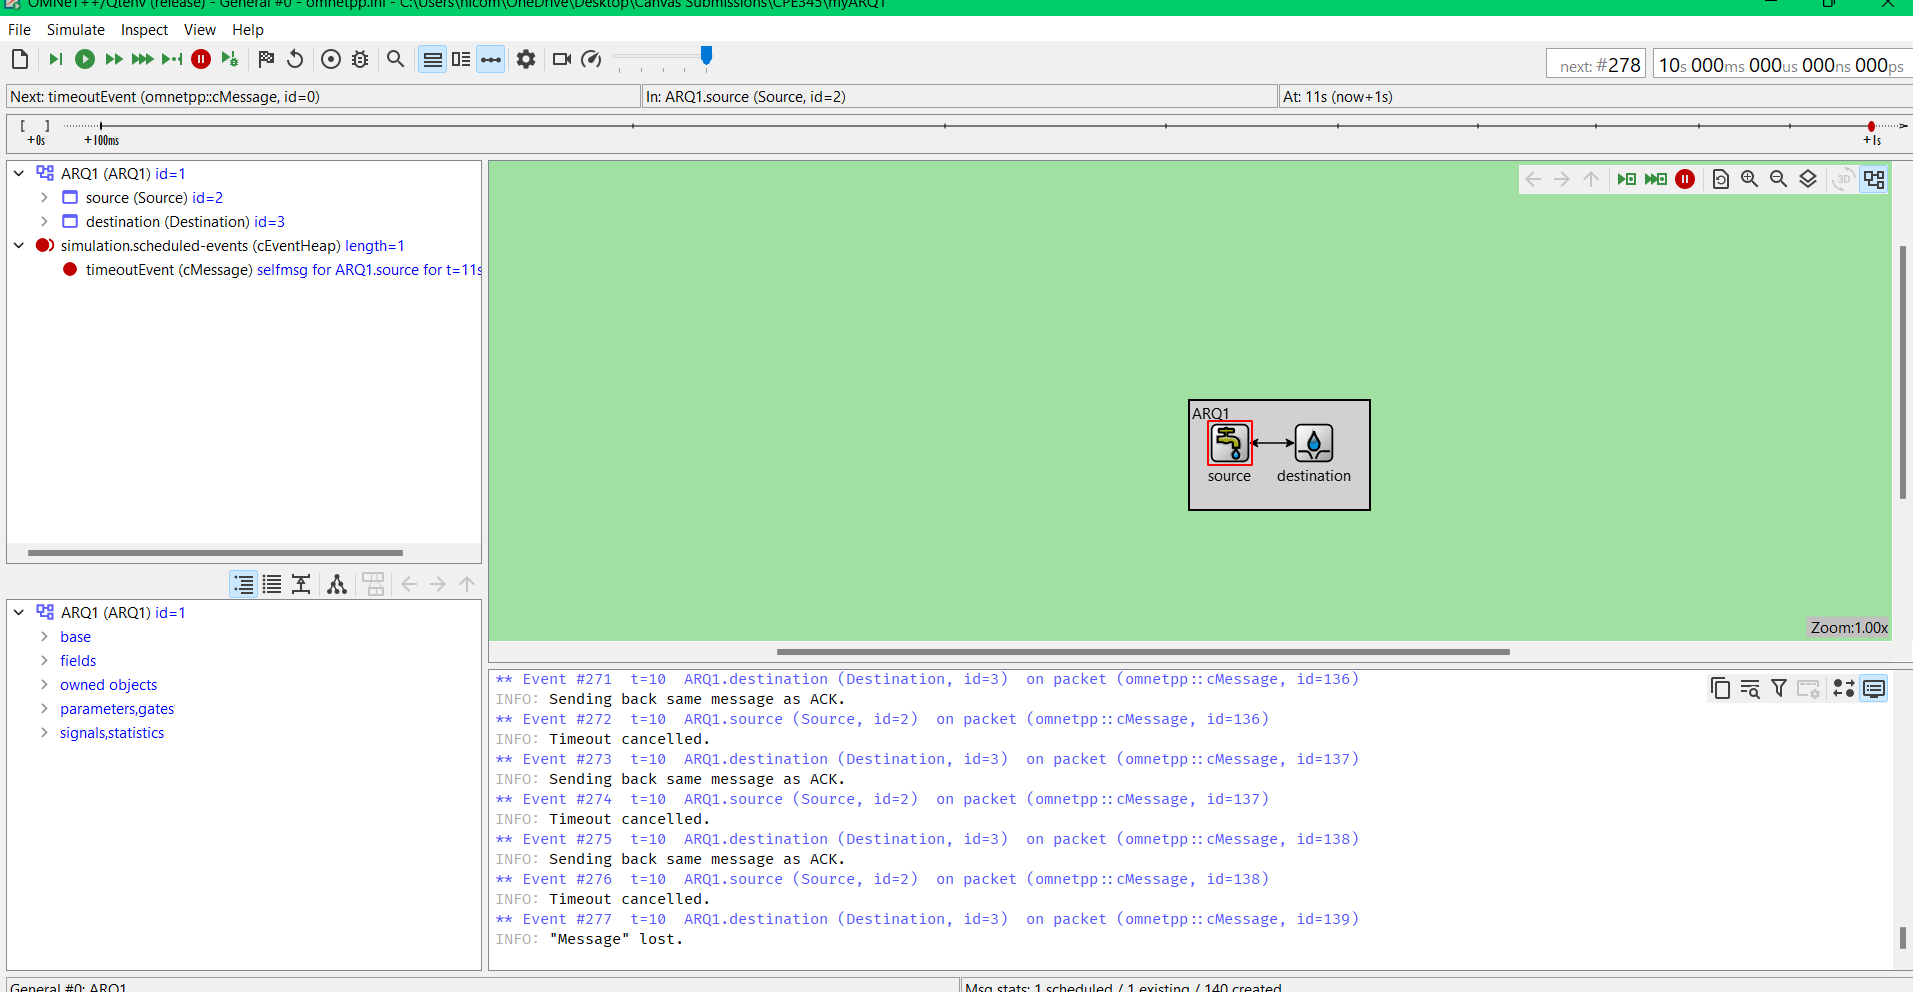 OMNeT++/Qtenv (release) - General #0 - omnetpp.ini - C:\Users\nicom\OneDrive\Desktop\Canvas Submissions\CPE345\myARQ1
File Simulate Inspect View Help
next: #278 10s 000ms 000us 000ns 000ps
Next: timeoutEvent (omnetpp::cMessage, id=0) In: ARQ1.source (Source, id=2) At: 11s (now+1s)
+0s +100ms +1s
ARQ1 (ARQ1) id=1
source (Source) id=2
destination (Destination) id=3
simulation.scheduled-events (cEventHeap) length=1
timeoutEvent (cMessage) selfmsg for ARQ1.source for t=11s
3D
ARQ1
source destination
Zoom:1.00x
ARQ1 (ARQ1) id=1
base
fields
owned objects
parameters,gates
signals,statistics
** Event #271 t=10 ARQ1.destination (Destination, id=3) on packet (omnetpp::cMessage, id=136)
INFO: Sending back same message as ACK.
** Event #272 t=10 ARQ1.source (Source, id=2) on packet (omnetpp::cMessage, id=136)
INFO: Timeout cancelled.
** Event #273 t=10 ARQ1.destination (Destination, id=3) on packet (omnetpp::cMessage, id=137)
INFO: Sending back same message as ACK.
** Event #274 t=10 ARQ1.source (Source, id=2) on packet (omnetpp::cMessage, id=137)
INFO: Timeout cancelled.
** Event #275 t=10 ARQ1.destination (Destination, id=3) on packet (omnetpp::cMessage, id=138)
INFO: Sending back same message as ACK.
** Event #276 t=10 ARQ1.source (Source, id=2) on packet (omnetpp::cMessage, id=138)
INFO: Timeout cancelled.
** Event #277 t=10 ARQ1.destination (Destination, id=3) on packet (omnetpp::cMessage, id=139)
INFO: "Message" lost.
General #0: ARQ1 Msg stats: 1 scheduled / 1 existing / 140 created